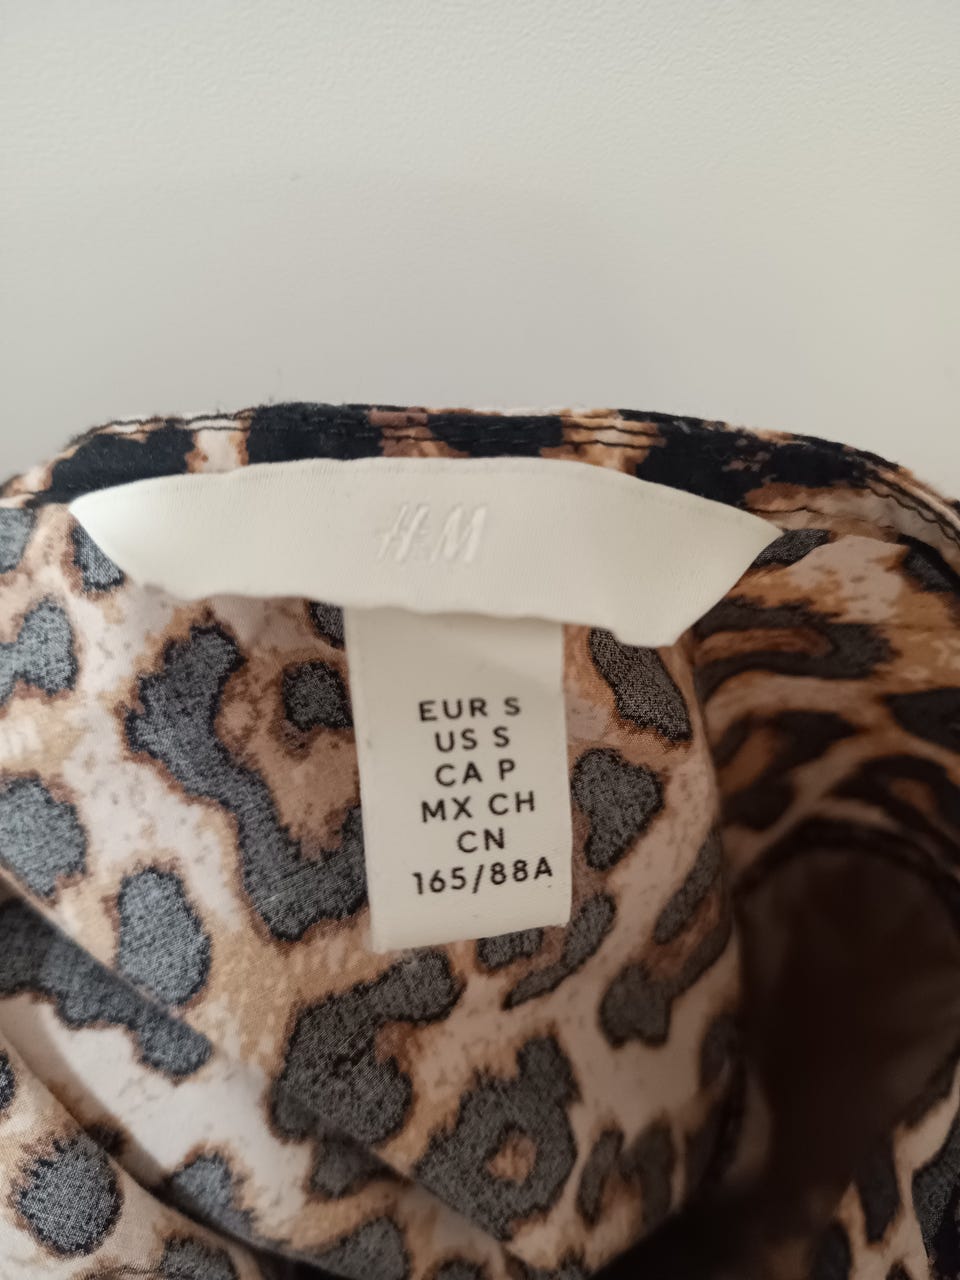 H&M
EUR S
US S
CA P
MX CH
CN
165/88A